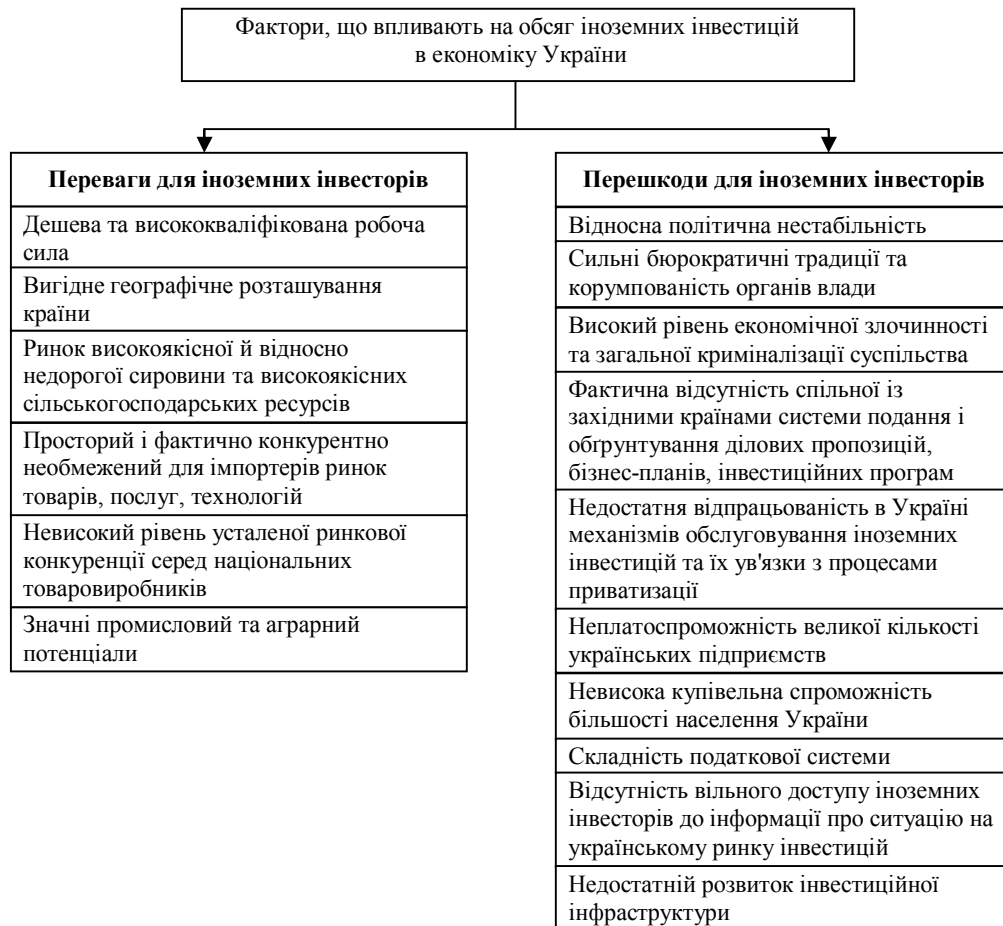 Фактори, що впливають на обсяг іноземних інвестицій
в економіку України
Переваги для іноземних інвесторів
Дешева та висококваліфікована робоча
сила
Вигідне географічне розташування
країни
Ринок високоякісної й відносно
недорогої сировини та високоякісних
сільськогосподарських ресурсів
Просторий і фактично конкурентно
необмежений для імпортерів ринок
товарів, послуг, технологій
Невисокий рівень усталеної ринкової
конкуренції серед національних
товаровиробників
Значні промисловий та аграрний
потенціали
Перешкоди для іноземних інвесторів
Відносна політична нестабільність
Сильні бюрократичні традиції та
корумпованість органів влади
Високий рівень економічної злочинності
та загальної криміналізації суспільства
Фактична відсутність спільної із
західними країнами системи подання і
обґрунтування ділових пропозицій,
бізнес-планів, інвестиційних програм
Недостатня відпрацьованість в Україні
механізмів обслуговування іноземних
інвестицій та їх ув'язки з процесами
приватизації
Неплатоспроможність великої кількості
українських підприємств
Невисока купівельна спроможність
більшості населення України
Складність податкової системи
Відсутність вільного доступу іноземних
інвесторів до інформації про ситуацію на
українському ринку інвестицій
Недостатній розвиток інвестиційної
інфраструктури